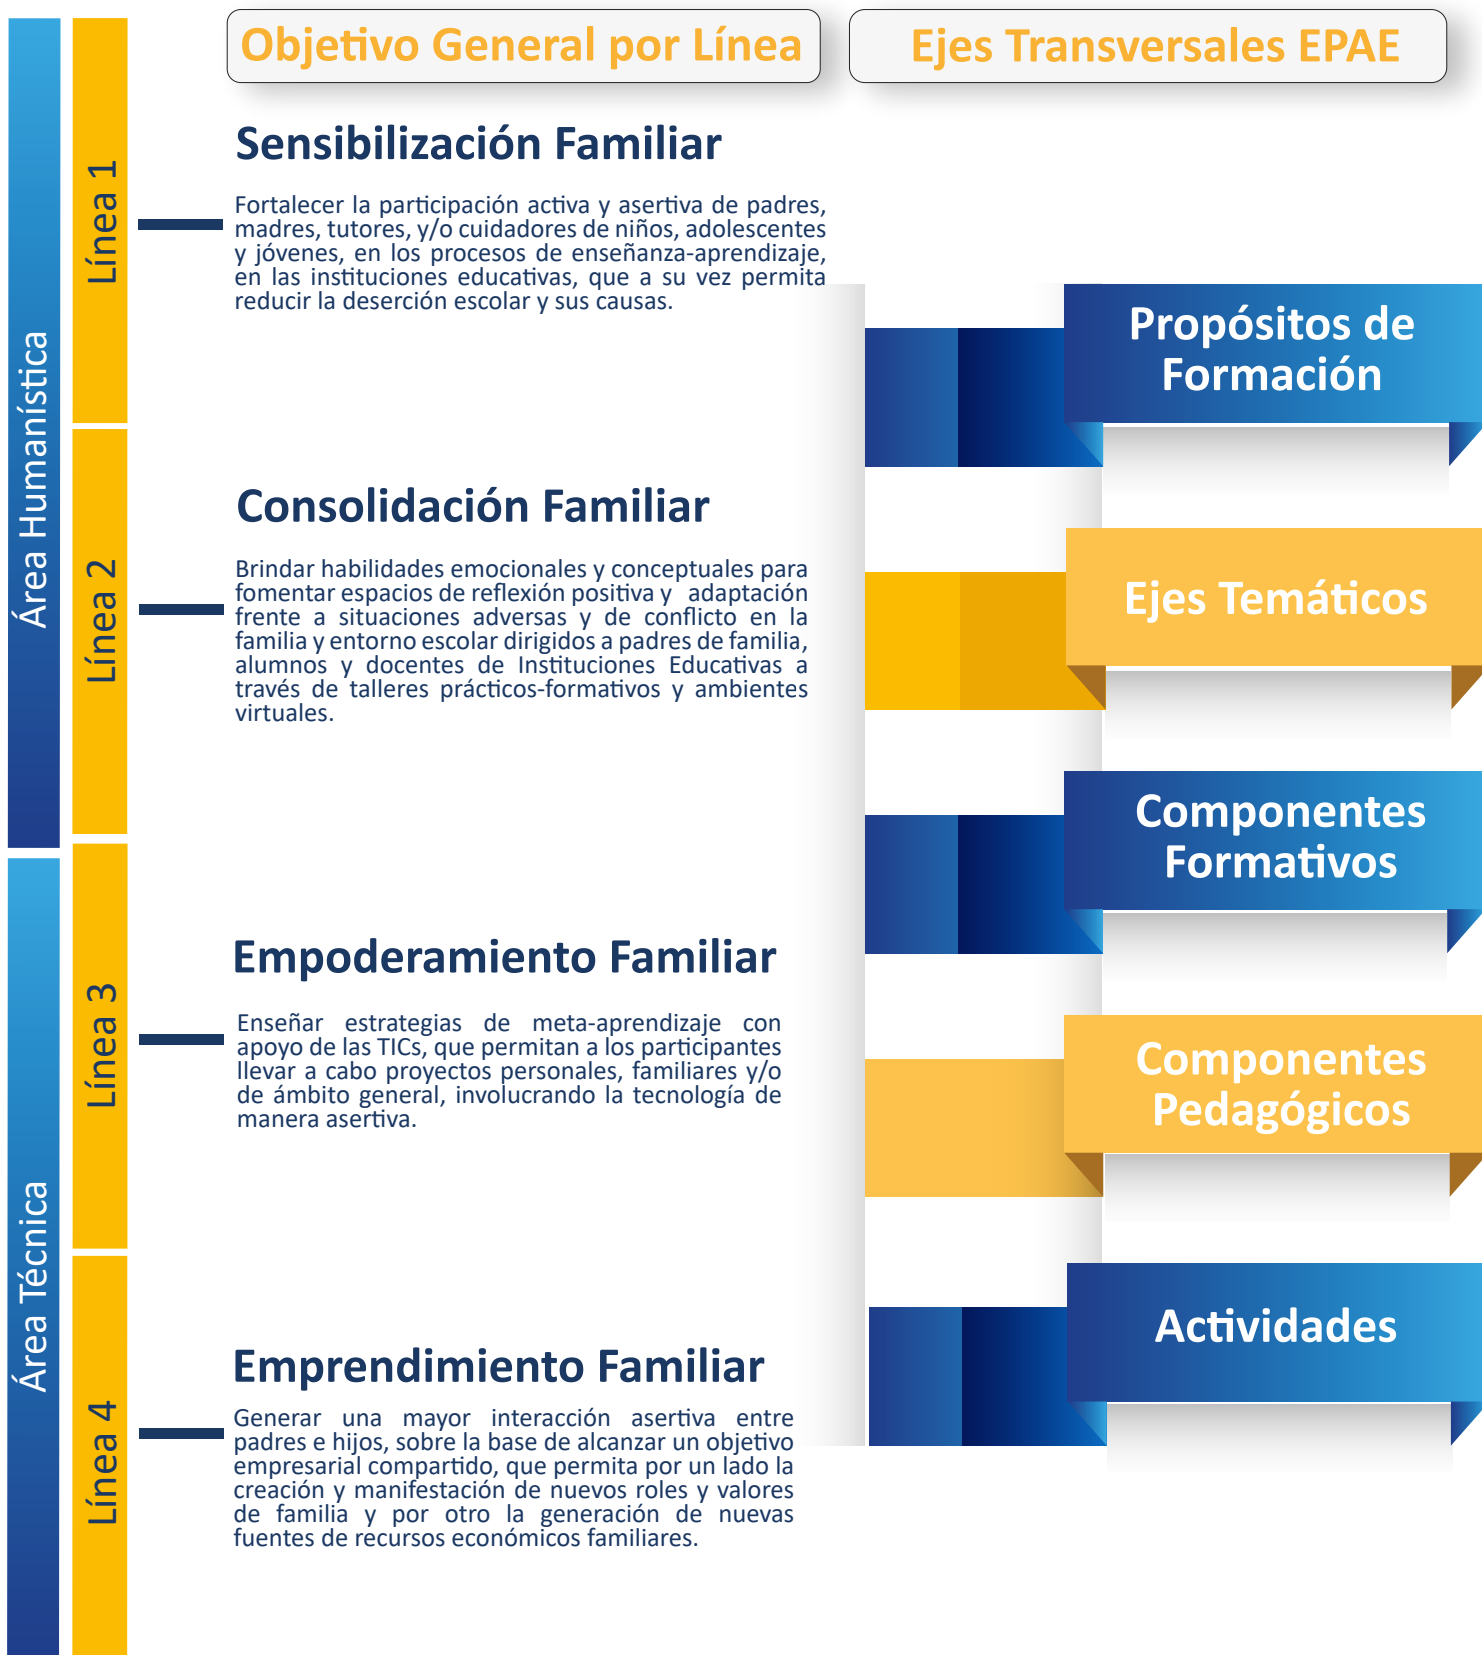 Objetivo General por Línea
Ejes Transversales EPAE
Área Humanística
Línea 1
Sensibilización Familiar
Fortalecer la participación activa y asertiva de padres,
madres, tutores, y/o cuidadores de niños, adolescentes
y jóvenes, en los procesos de enseñanza-aprendizaje,
en las instituciones educativas, que a su vez permita
reducir la deserción escolar y sus causas.
Línea 2
Consolidación Familiar
Brindar habilidades emocionales y conceptuales para
fomentar espacios de reflexión positiva y adaptación
frente a situaciones adversas y de conflicto en la
familia y entorno escolar dirigidos a padres de familia,
alumnos y docentes de Instituciones Educativas a
través de talleres prácticos-formativos y ambientes
virtuales.
Área Técnica
Línea 3
Empoderamiento Familiar
Enseñar estrategias de meta-aprendizaje con
apoyo de las TICs, que permitan a los participantes
llevar a cabo proyectos personales, familiares y/o
de ámbito general, involucrando la tecnología de
manera asertiva.
Línea 4
Emprendimiento Familiar
Generar una mayor interacción asertiva entre
padres e hijos, sobre la base de alcanzar un objetivo
empresarial compartido, que permita por un lado la
creación y manifestación de nuevos roles y valores
de familia y por otro la generación de nuevas
fuentes de recursos económicos familiares.
Propósitos de
Formación
Ejes Temáticos
Componentes
Formativos
Componentes
Pedagógicos
Actividades